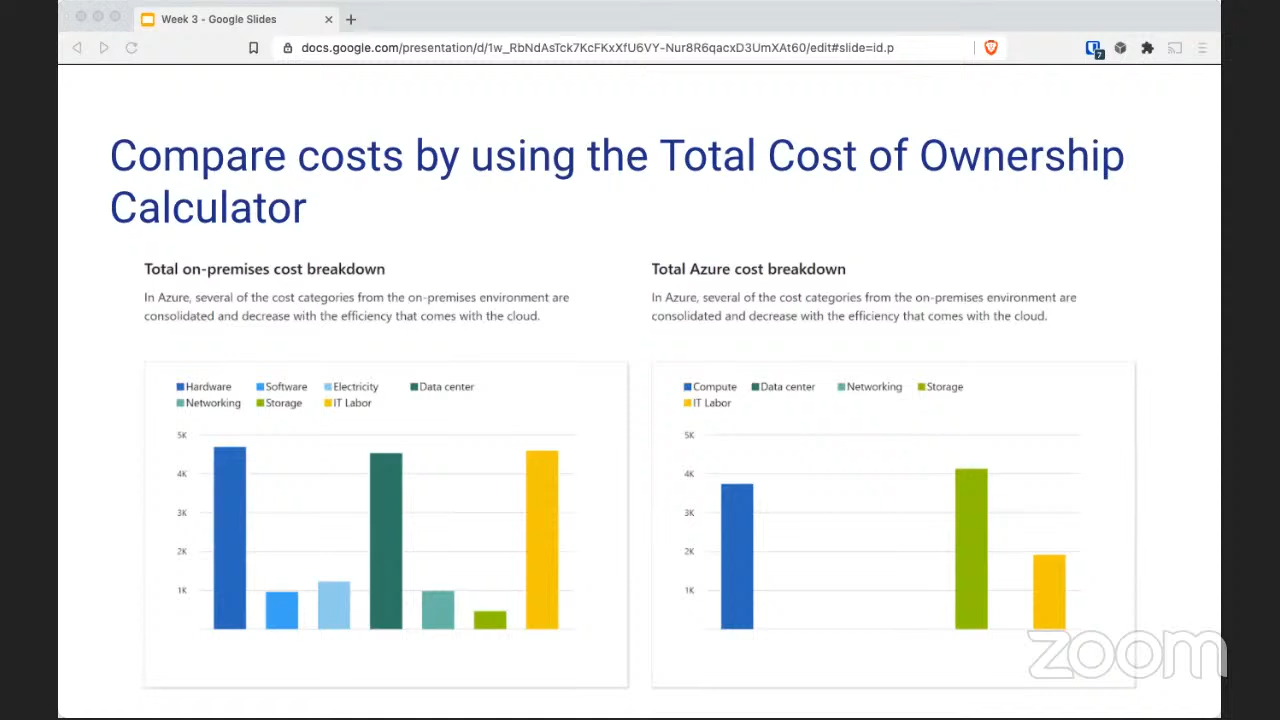 Week 3 - Google Slides
docs.google.com/presentation/d/1w_RbNdAsTck7KcFKxXfU6VY-Nur8R6qacxD3UmXAt60/edit#slide=id.p
7
Compare costs by using the Total Cost of Ownership
Calculator
Total on-premises cost breakdown
In Azure, several of the cost categories from the on-premises environment are
consolidated and decrease with the efficiency that comes with the cloud.
Hardware Software Electricity Data center
Networking Storage IT Labor
5K
4K
3K
2K
1K
Total Azure cost breakdown
In Azure, several of the cost categories from the on-premises environment are
consolidated and decrease with the efficiency that comes with the cloud.
Compute Data center Networking Storage
IT Labor
5K
4K
3K
2K
1K
zoom